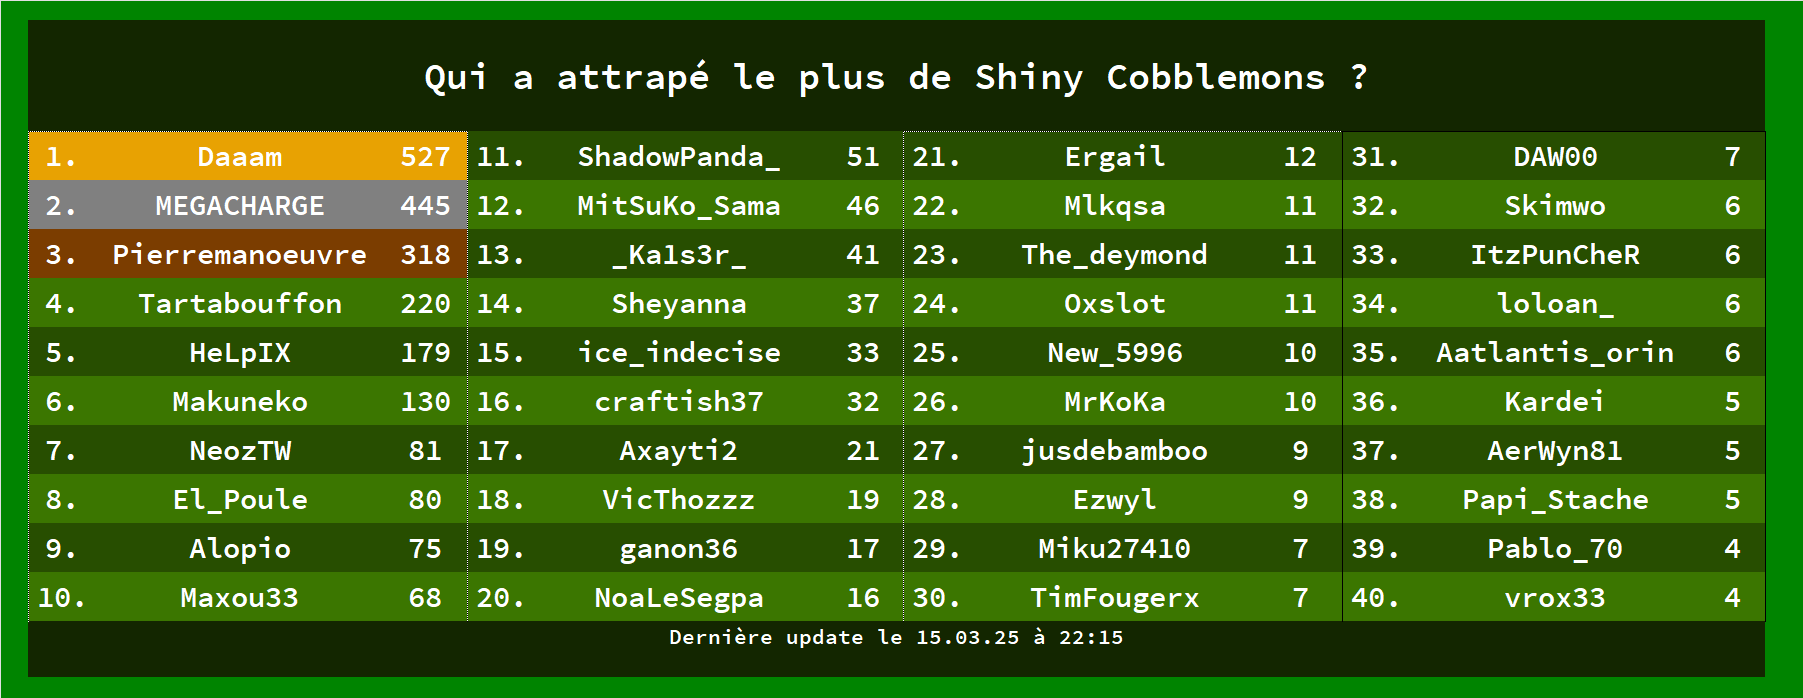 Qui a attrapé le plus de Shiny Cobblemons ?
1. Daaam 527
2. MEGACHARGE 445
3. Pierremanoeuvre 318
4. Tartabouffon 220
5. HeLpIX 179
6. Makuneko 130
7. NeozTW 81
8. El_Poule 80
9. Alopio 75
10. Maxou33 68
11. ShadowPanda_ 51
12. MitSuKo_Sama 46
13. _Ka1s3r_ 41
14. Sheyanna 37
15. ice_indecise 33
16. craftish37 32
17. Axayti2 21
18. VicThozzz 19
19. ganon36 17
20. NoaLeSegpa 16
21. Ergail 12
22. Mlkqsa 11
23. The_deymond 11
24. Oxslot 11
25. New_5996 10
26. MrKoKa 10
27. jusdebamboo 9
28. Ezwyl 9
29. Miku27410 7
30. TimFougerx 7
31. DAW00 7
32. Skimwo 6
33. ItzPunCheR 6
34. loloan_ 6
35. Aatlantis_orin 6
36. Kardei 5
37. AerWyn81 5
38. Papi_Stache 5
39. Pablo_70 4
40. vrox33 4
Dernière update le 15.03.25 à 22:15